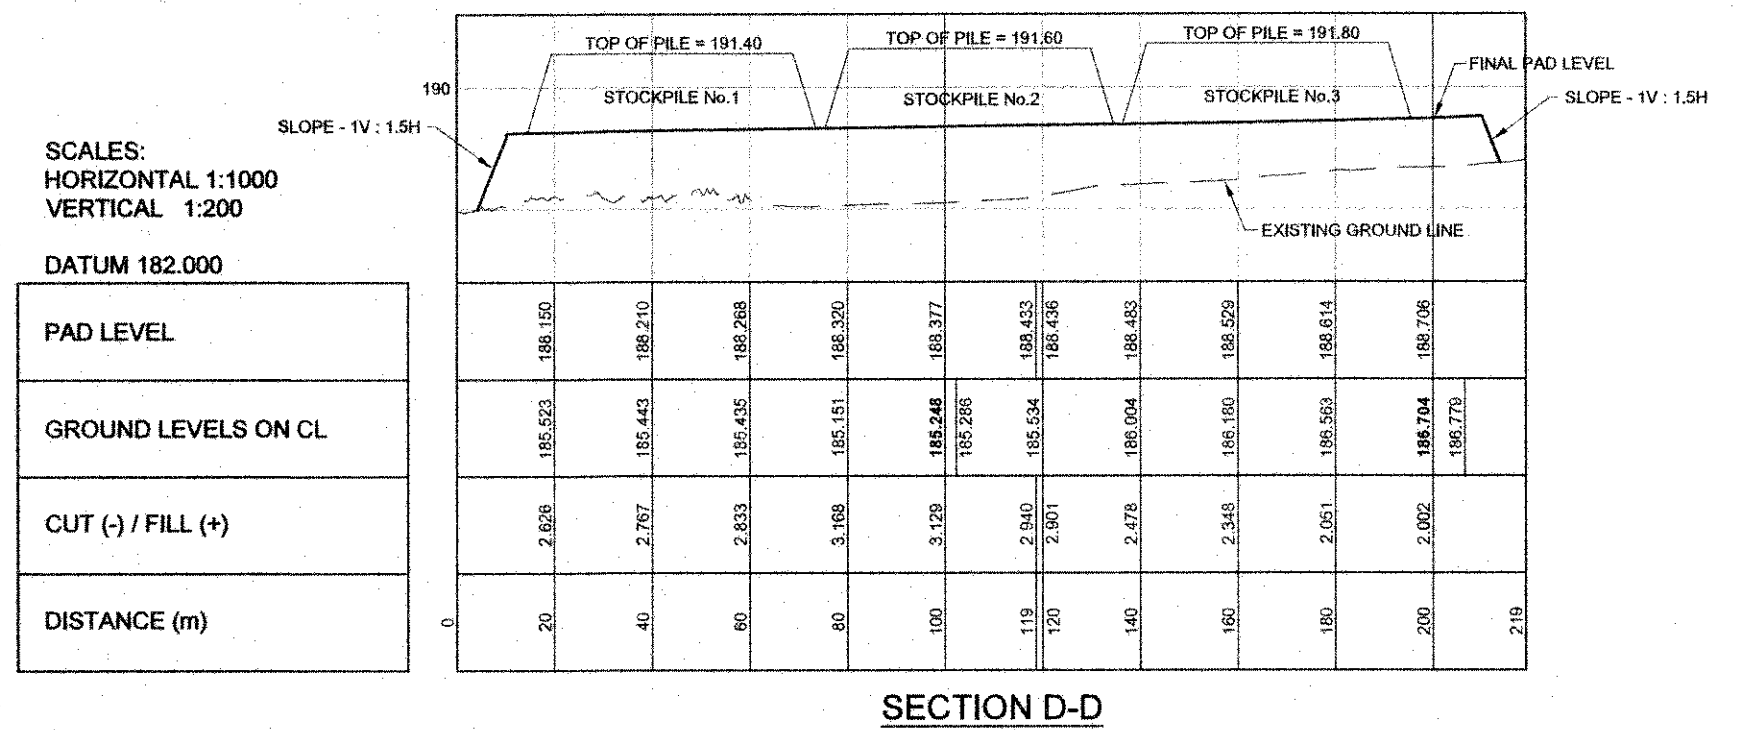 TOP OF PILE = 191.40
TOP OF PILE = 191.60
TOP OF PILE = 191.80
FINAL PAD LEVEL
190
STOCKPILE No.1
STOCKPILE No.2
STOCKPILE No.3
SLOPE - 1V : 1.5H
SLOPE - 1V : 1.5H
SCALES:
HORIZONTAL 1:1000
VERTICAL 1:200
EXISTING GROUND LINE
DATUM 182.000
PAD LEVEL
188.150
188.210
188.268
188.320
188.377
188.433
188.436
188.483
188.529
188.614
188.706
GROUND LEVELS ON CL
185.523
185.443
185.435
185.151
185.248
185.286
185.534
186.004
186.180
186.563
186.704
186.779
CUT (-) / FILL (+)
2.626
2.767
2.833
3.168
3.129
2.940
2.901
2.478
2.348
2.051
2.002
DISTANCE (m)
0
20
40
60
80
100
119
120
140
160
180
200
219
SECTION D-D